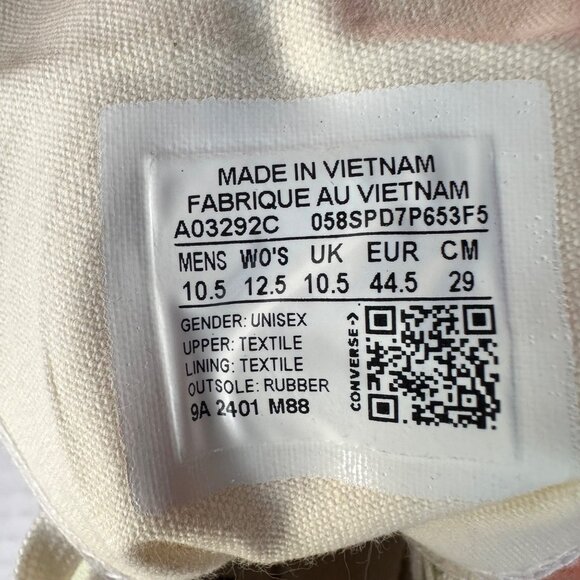 MADE IN VIETNAM
FABRIQUE AU VIETNAM
A03292C 058SPD7P653F5
MENS WO'S UK EUR CM
10.5 12.5 10.5 44.5 29
GENDER: UNISEX
UPPER: TEXTILE
LINING: TEXTILE
OUTSOLE: RUBBER
9A 2401 M88
CONVERSE->